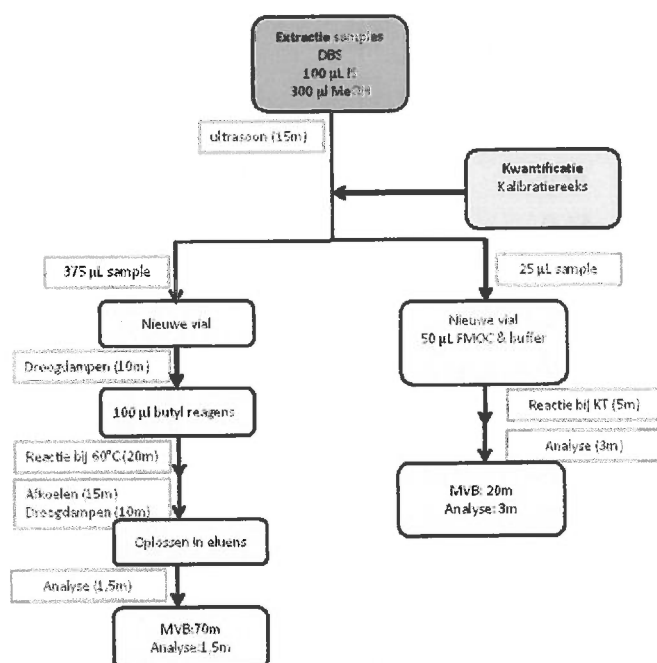 Extractie samples
DBS
100 µL IS
300 µl MeOH
ultrasoon (15m)
Kwantificatie
Kalibratiereeks
375 µL sample
25 µL sample
Nieuwe vial
Nieuwe vial
50 µL FMOC & buffer
Droogdampen (10m)
100 µl butyl reagens
Reactie bij KT (5m)
Reactie bij 60°C (20m)
Analyse (3m)
Afkoelen (15m)
Droogdampen (10m)
MVB: 20m
Analyse: 3m
Oplossen in eluens
Analyse (1,5m)
MVB:70m
Analyse:1,5m